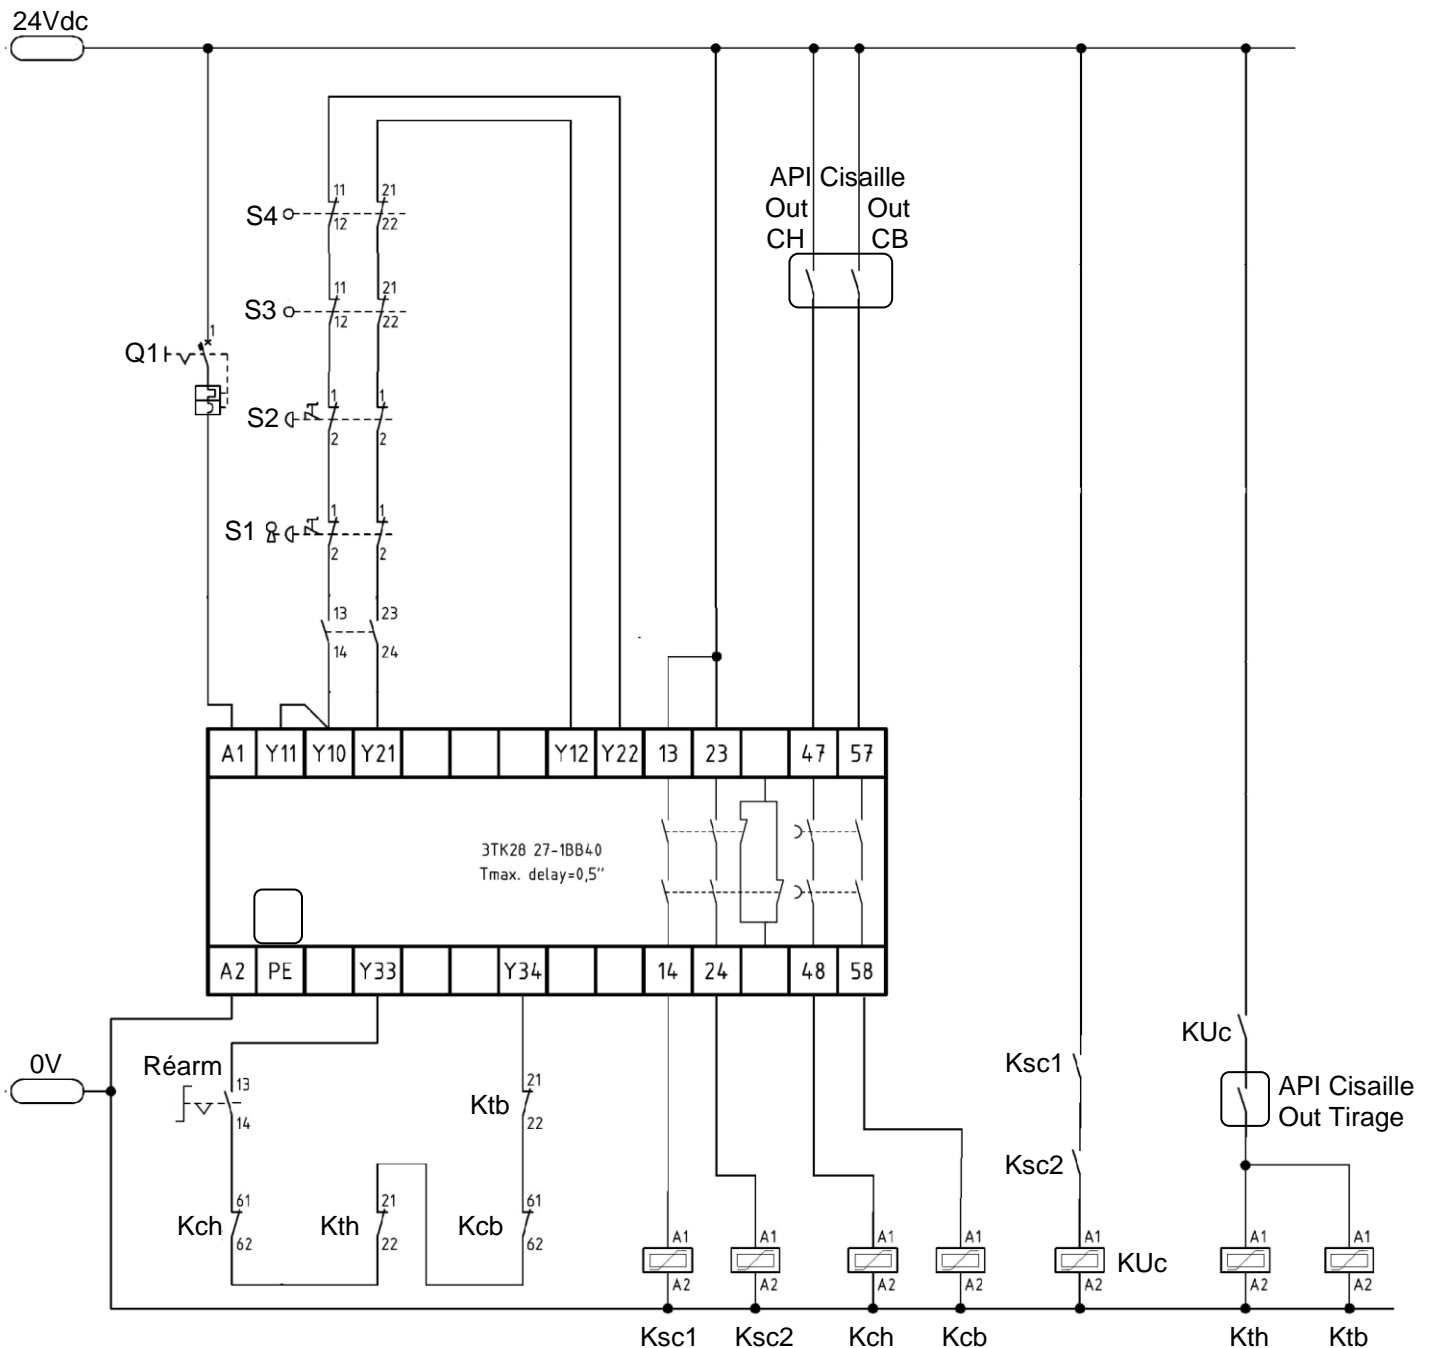 24Vdc
11
21
S4
12
22
API Cisaille
Out
Out
CH
CB
11
21
S3
12
22
1
Q1
1
1
S2
2
2
1
1
S1
2
2
13
23
14
24
A1
Y11
Y10
Y21
Y12
Y22
13
23
47
57
3TK28 27-1BB40
Tmax. delay=0,5"
A2
PE
Y33
Y34
14
24
48
58
0V
Réarm
13
14
Ktb
21
22
Ksc1
KUc
API Cisaille
Out Tirage
Ksc2
Kch
61
62
Kth
21
22
Kcb
61
62
A1
A1
A1
A1
A1
A1
A1
KUc
A2
A2
A2
A2
A2
A2
A2
Ksc1
Ksc2
Kch
Kcb
Kth
Ktb